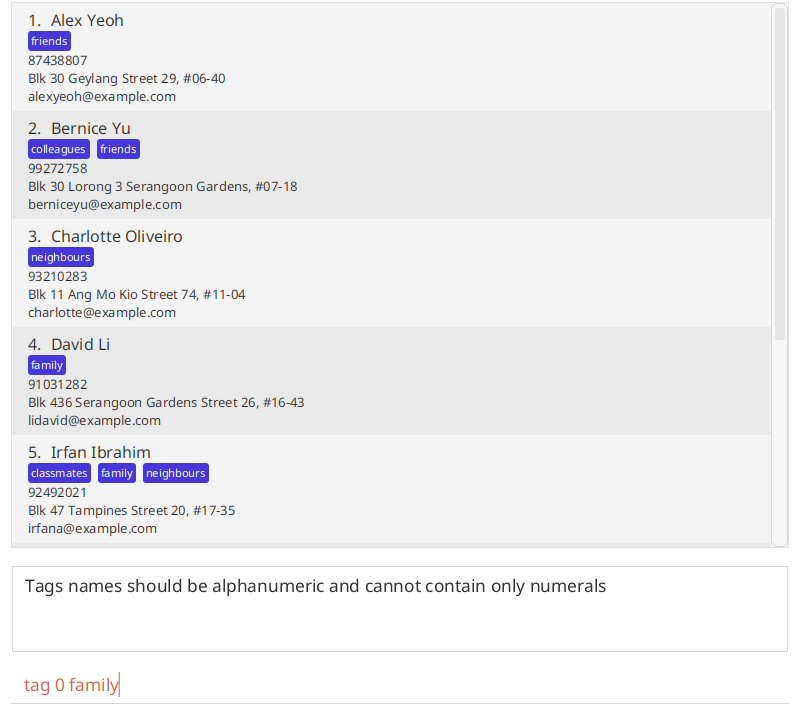 1. Alex Yeoh
friends
87438807
Blk 30 Geylang Street 29, #06-40
alexyeoh@example.com
2. Bernice Yu
colleagues friends
99272758
Blk 30 Lorong 3 Serangoon Gardens, #07-18
berniceyu@example.com
3. Charlotte Oliveiro
neighbours
93210283
Blk 11 Ang Mo Kio Street 74, #11-04
charlotte@example.com
4. David Li
family
91031282
Blk 436 Serangoon Gardens Street 26, #16-43
lidavid@example.com
5. Irfan Ibrahim
classmates family neighbours
92492021
Blk 47 Tampines Street 20, #17-35
irfana@example.com
Tags names should be alphanumeric and cannot contain only numerals
tag 0 family